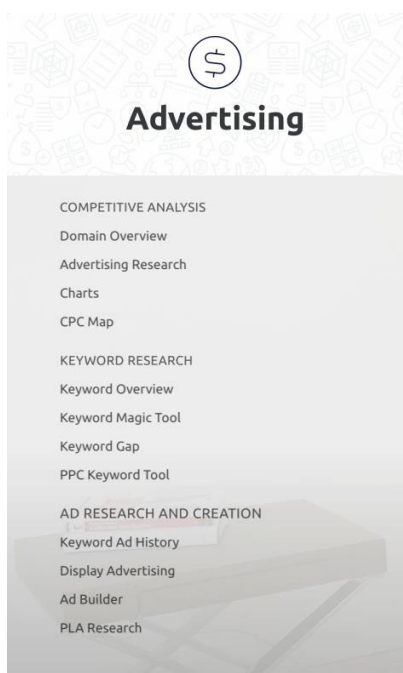 Advertising
COMPETITIVE ANALYSIS
Domain Overview
Advertising Research
Charts
CPC Map
KEYWORD RESEARCH
Keyword Overview
Keyword Magic Tool
Keyword Gap
PPC Keyword Tool
AD RESEARCH AND CREATION
Keyword Ad History
Display Advertising
Ad Builder
PLA Research